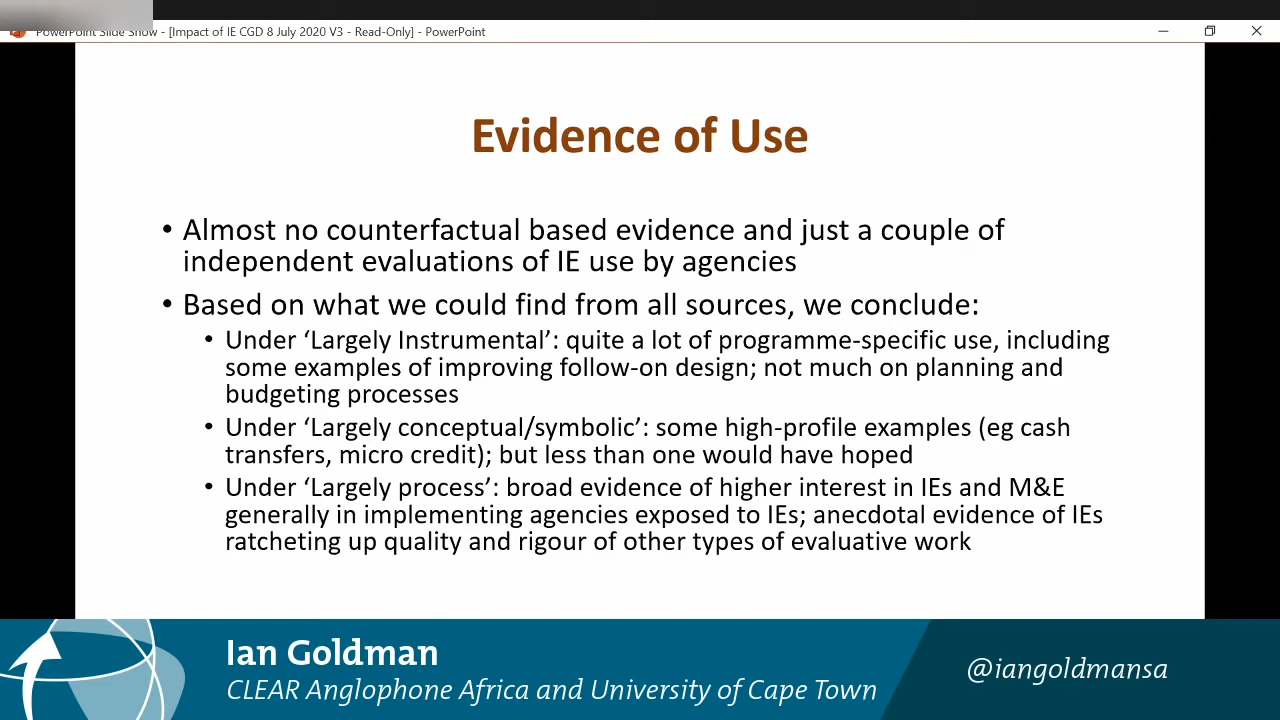 PowerPoint Slide Show - [Impact of IE CGD 8 July 2020 V3 - Read-Only] - PowerPoint
Evidence of Use
• Almost no counterfactual based evidence and just a couple of
independent evaluations of IE use by agencies
• Based on what we could find from all sources, we conclude:
• Under ‘Largely Instrumental’: quite a lot of programme-specific use, including
some examples of improving follow-on design; not much on planning and
budgeting processes
• Under ‘Largely conceptual/symbolic’: some high-profile examples (eg cash
transfers, micro credit); but less than one would have hoped
• Under ‘Largely process’: broad evidence of higher interest in IEs and M&E
generally in implementing agencies exposed to IEs; anecdotal evidence of IEs
ratcheting up quality and rigour of other types of evaluative work
Ian Goldman
CLEAR Anglophone Africa and University of Cape Town
@iangoldmansa